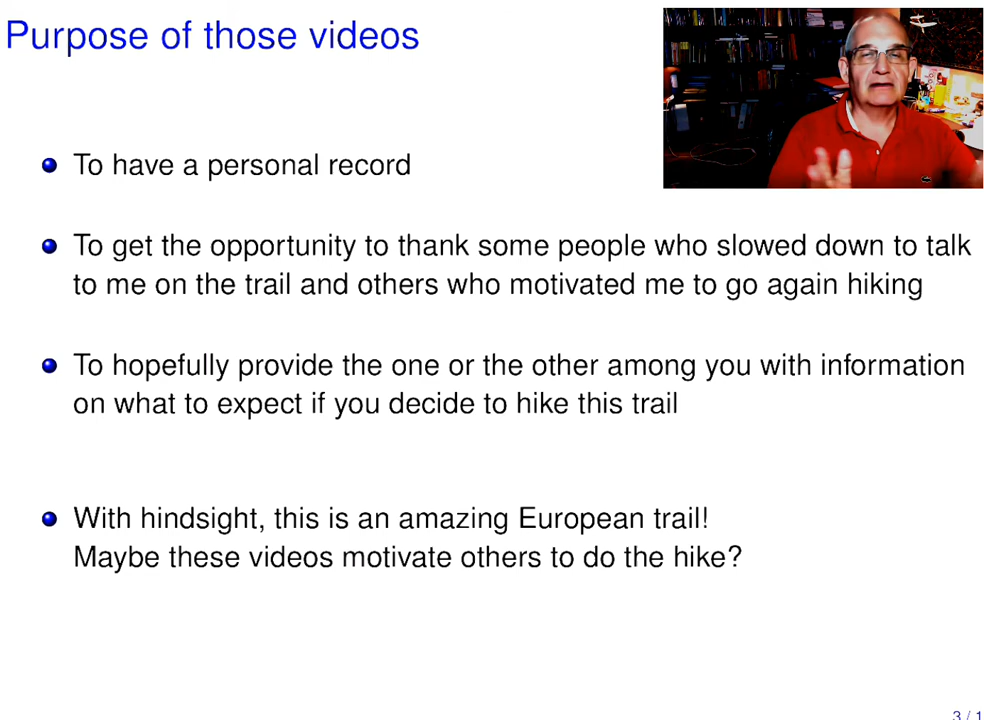 Purpose of those videos
To have a personal record
To get the opportunity to thank some people who slowed down to talk
to me on the trail and others who motivated me to go again hiking
To hopefully provide the one or the other among you with information
on what to expect if you decide to hike this trail
With hindsight, this is an amazing European trail!
Maybe these videos motivate others to do the hike?
3 / 1